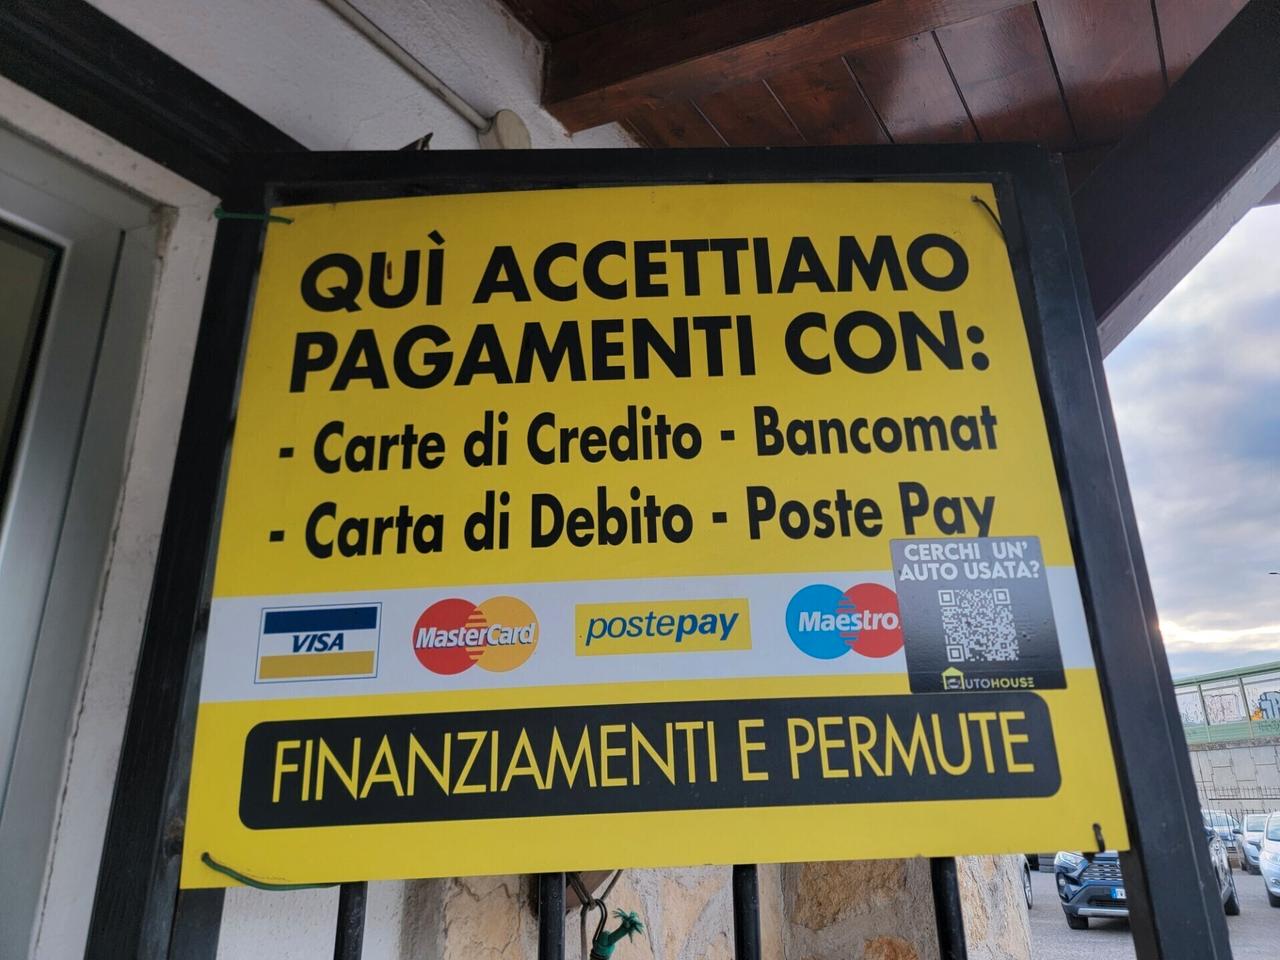 QUÌ ACCETTIAMO
PAGAMENTI CON:
- Carte di Credito - Bancomat
- Carta di Debito - Poste Pay
VISA
MasterCard
postepay
Maestro
CERCHI UN'
AUTO USATA?
AUTOHOUSE
FINANZIAMENTI E PERMUTE